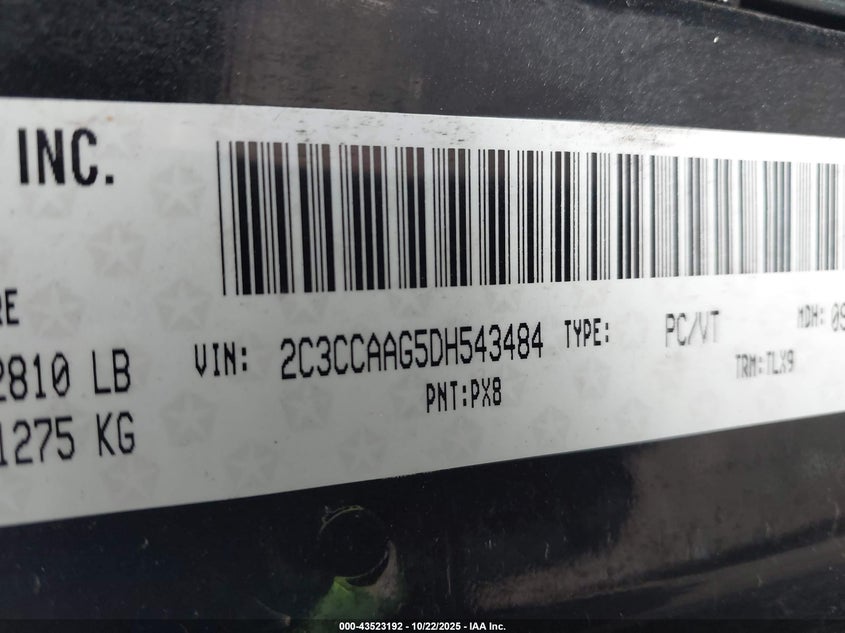 INC.
RE
2810 LB
VIN: 2C3CCAAG5DH543484 TYPE: PC/VT MDH: 09
1275 KG
PNT:PX8
TRM:TLX9
000-43523192 - 10/22/2025 - IAA Inc.